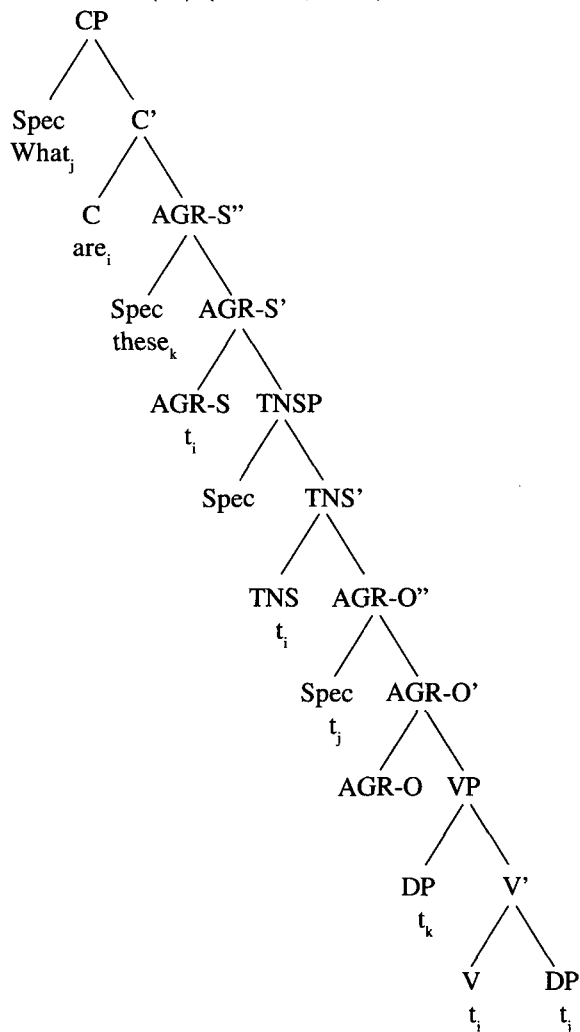 CP
Spec C'
What_j
C AGR-S''
are_i
Spec AGR-S'
these_k
AGR-S TNSP
t_i
Spec TNS'
TNS AGR-O''
t_i
Spec AGR-O'
t_j
AGR-O VP
DP V'
t_k
V DP
t_i t_i